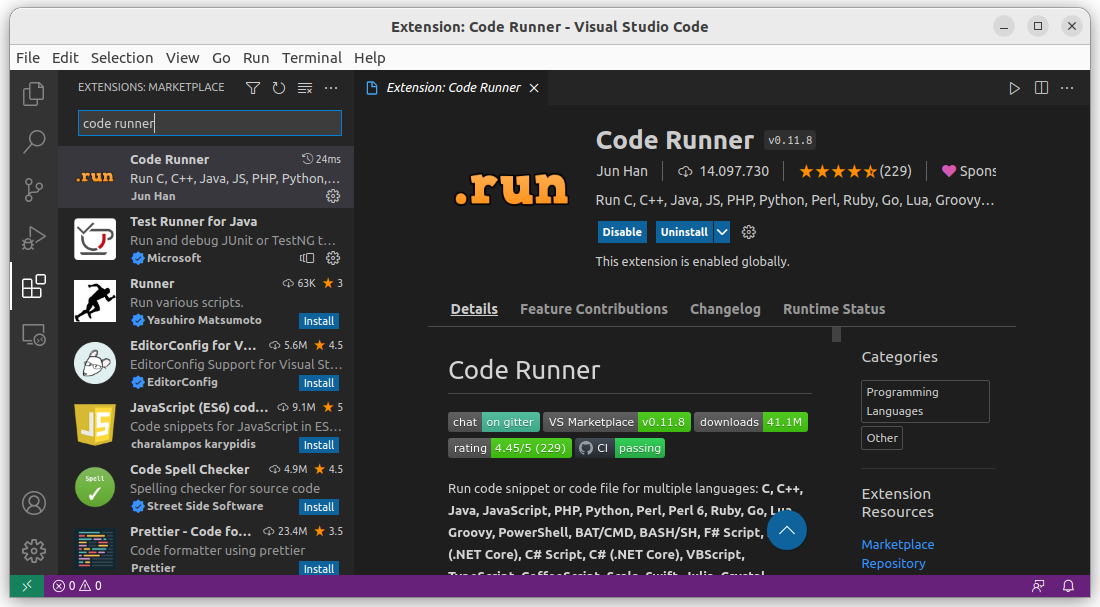 Extension: Code Runner - Visual Studio Code
File Edit Selection View Go Run Terminal Help
EXTENSIONS: MARKETPLACE
code runner
Code Runner 24ms
.run
Run C, C++, Java, JS, PHP, Python,...
Jun Han
Test Runner for Java
Run and debug JUnit or TestNG t...
Microsoft
Runner 63K 3
Run various scripts.
Yasuhiro Matsumoto Install
EditorConfig for V... 5.6M 4.5
EditorConfig Support for Visual St...
EditorConfig Install
JavaScript (ES6) cod... 9.1M 5
JS
Code snippets for JavaScript in ES...
charalampos karypidis Install
Code Spell Checker 4.9M 4.5
Spell
Spelling checker for source code
Street Side Software Install
Prettier - Code fo... 23.4M 3.5
Code formatter using prettier
Prettier Install
Extension: Code Runner
.run
Code Runner v0.11.8
Jun Han 14.097.730 (229) Spons
Run C, C++, Java, JS, PHP, Python, Perl, Ruby, Go, Lua, Groovy...
Disable Uninstall
This extension is enabled globally.
Details Feature Contributions Changelog Runtime Status
Code Runner
chat on gitter VS Marketplace v0.11.8 downloads 41.1M
rating 4.45/5 (229) CI passing
Run code snippet or code file for multiple languages: C, C++,
Java, JavaScript, PHP, Python, Perl, Perl 6, Ruby, Go, Lua,
Groovy, PowerShell, BAT/CMD, BASH/SH, F# Script,
(.NET Core), C# Script, C# (.NET Core), VBScript,
TypeScript, CoffeeScript, Scala, Swift, Julia, Crystal,
Categories
Programming
Languages
Other
Extension
Resources
Marketplace
Repository
0 0